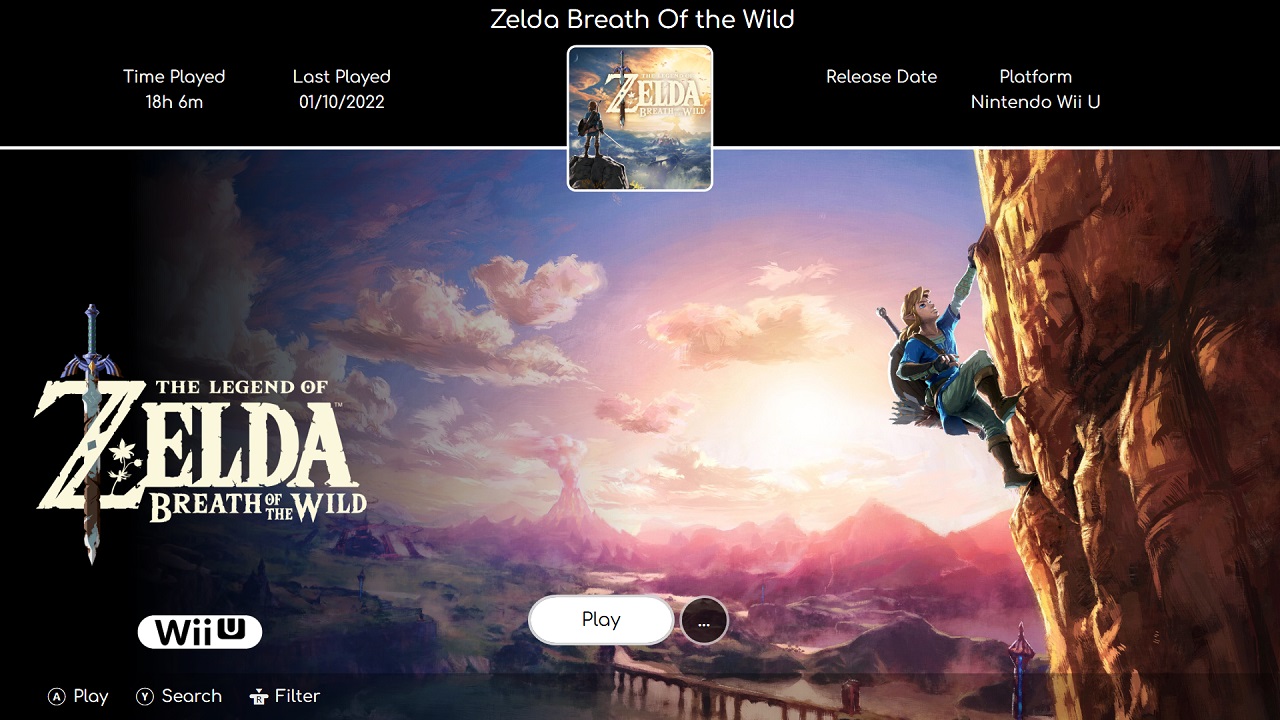 Zelda Breath Of the Wild
Time Played
18h 6m
Last Played
01/10/2022
THE LEGEND OF
ZELDA
BREATH OF THE WILD
Release Date
Platform
Nintendo Wii U
THE LEGEND OF
ZELDA™
BREATH OF THE WILD
Wii U
Play
...
A Play
Y Search
R Filter